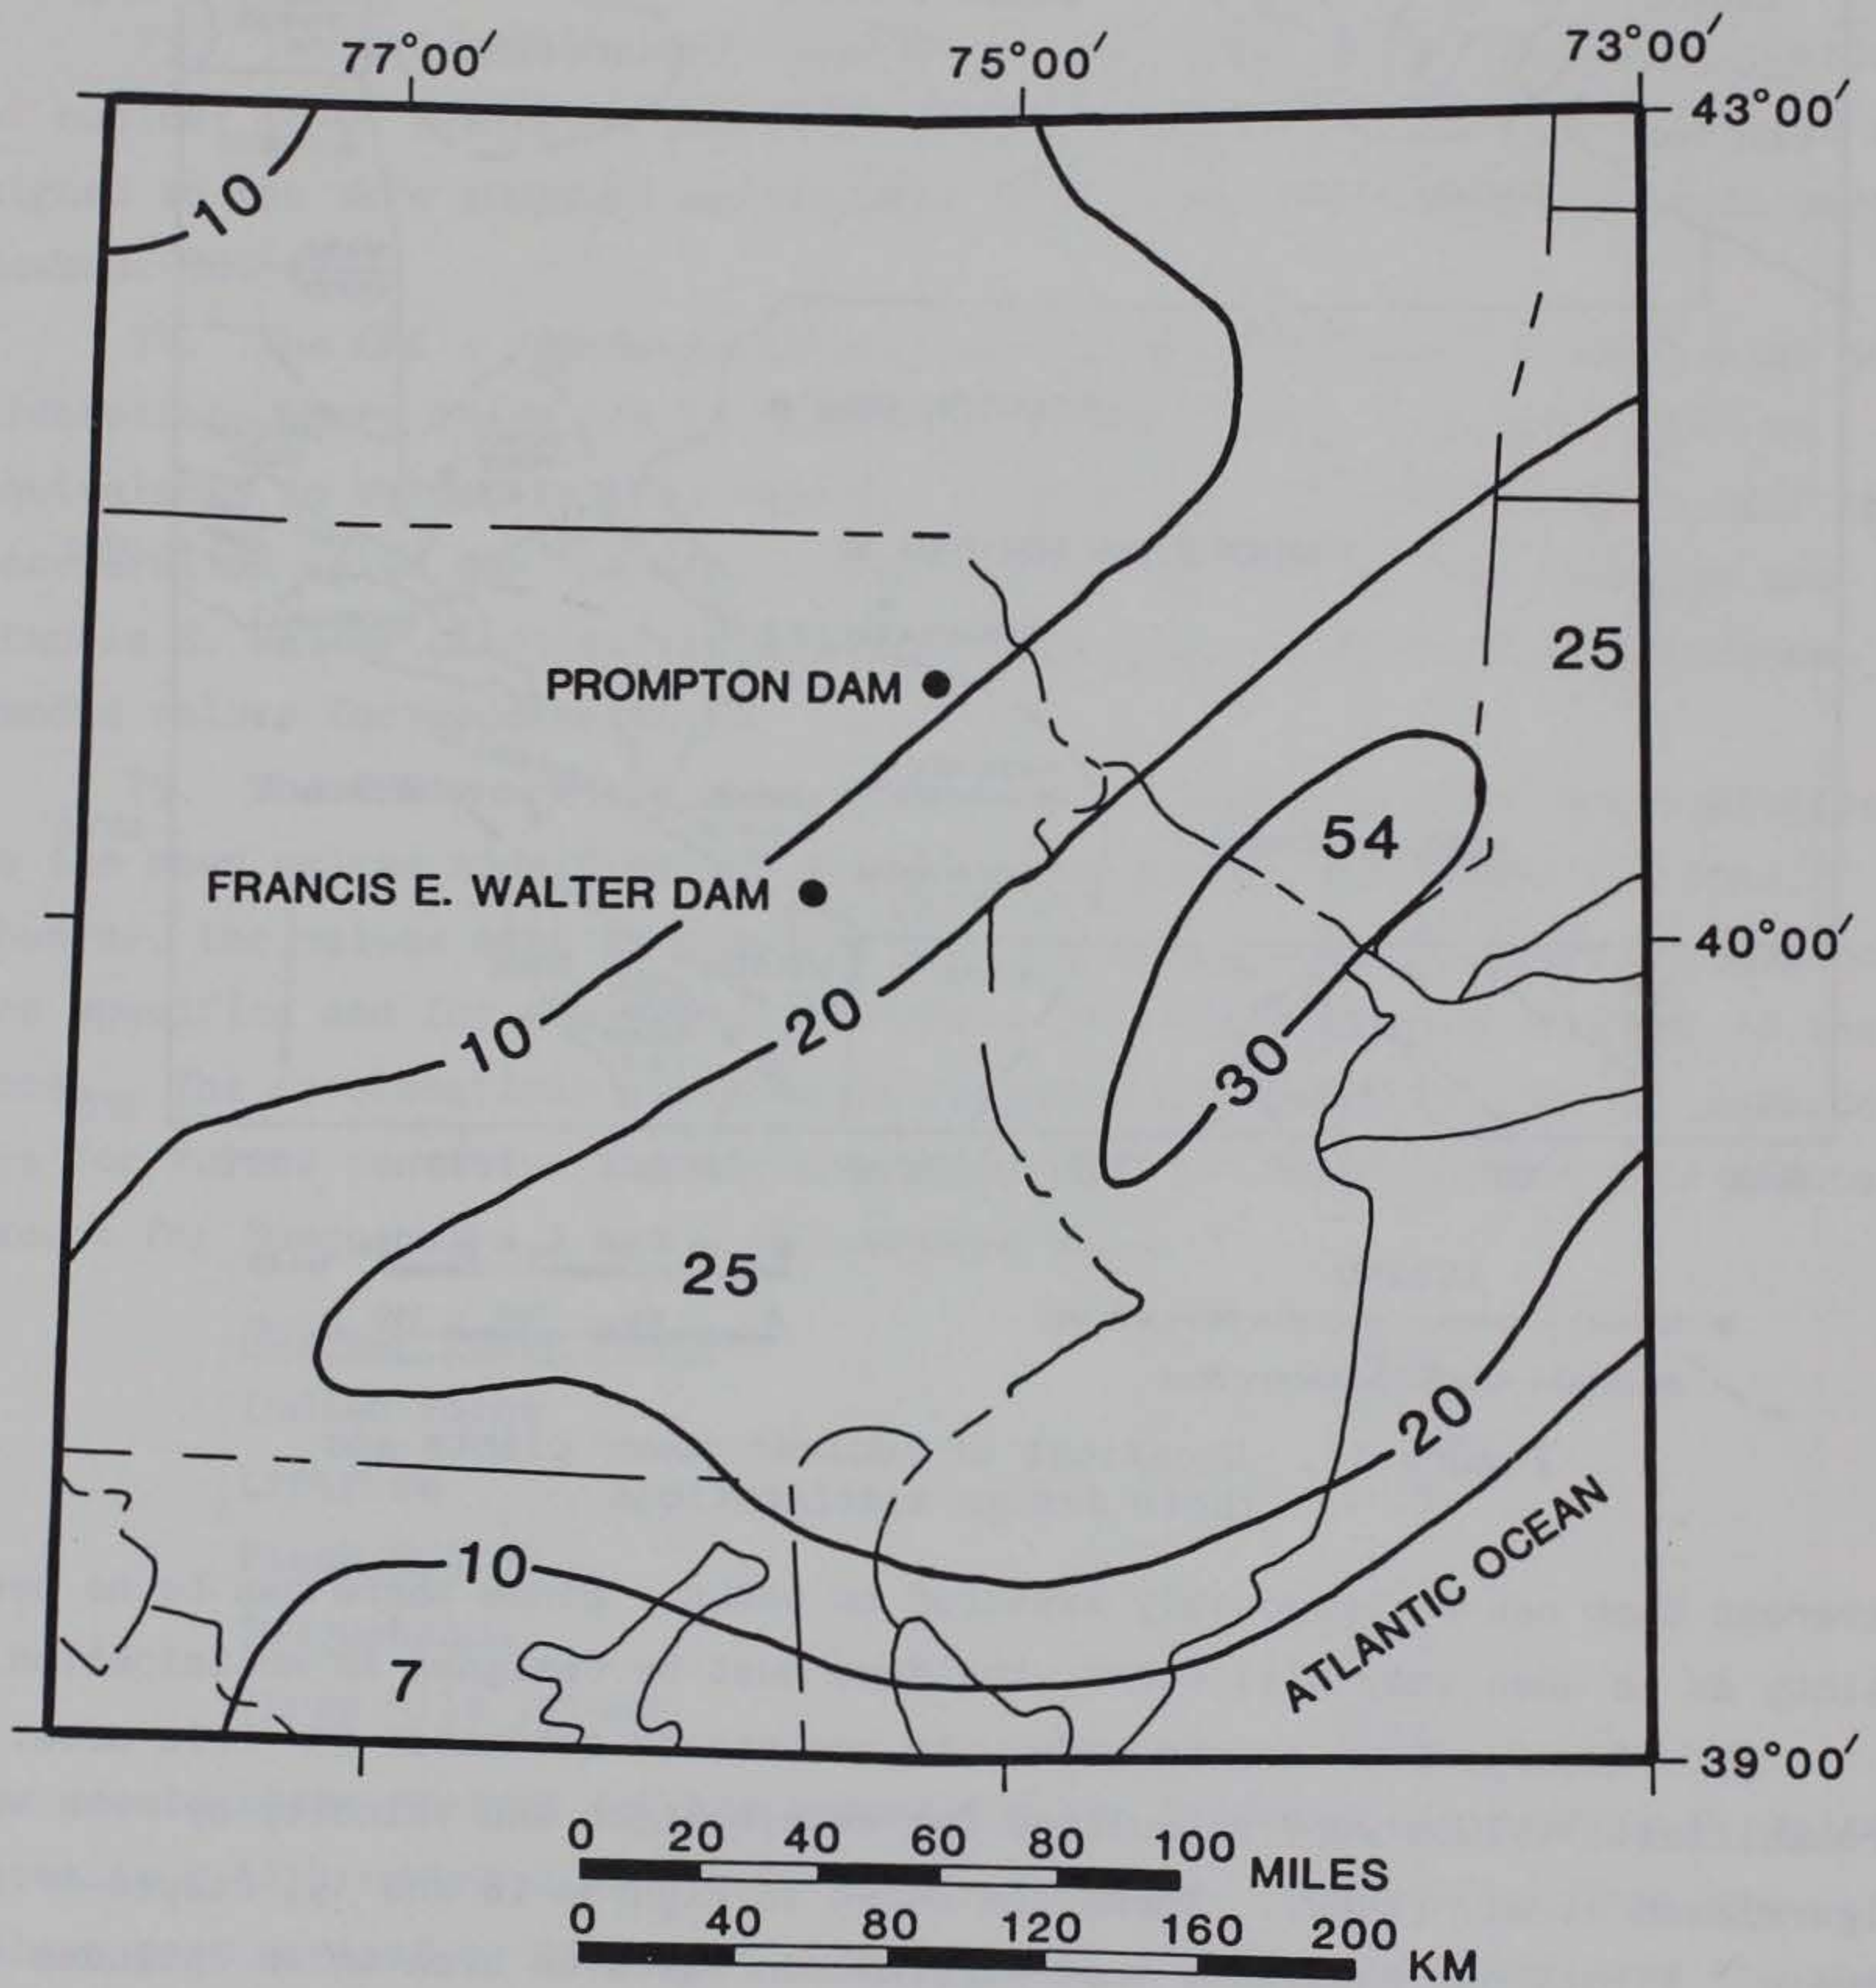 77°00′ 75°00′ 73°00′
43°00′
10
25
PROMPTON DAM
54
FRANCIS E. WALTER DAM
40°00′
10 20
30
25
20
10
ATLANTIC OCEAN
7
39°00′
0 20 40 60 80 100 MILES
0 40 80 120 160 200 KM